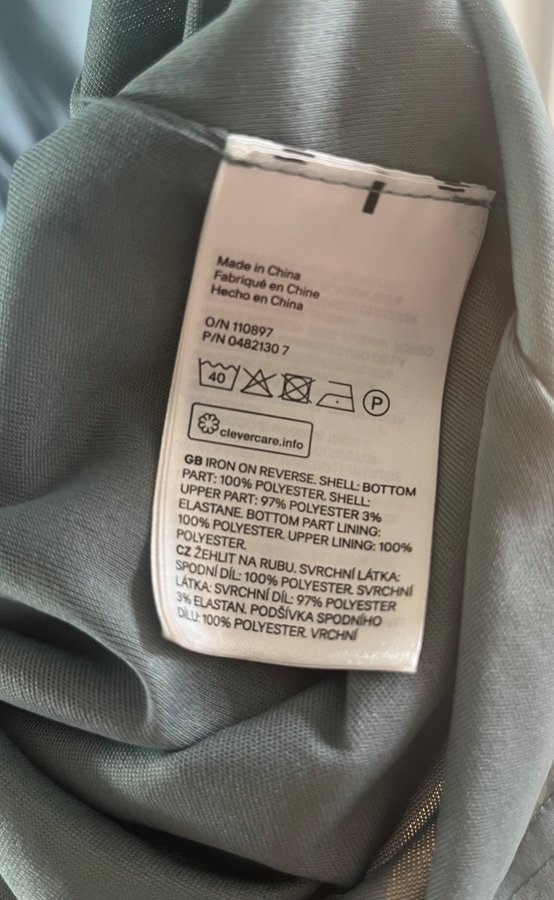 Made in China
Fabriqué en Chine
Hecho en China
O/N 110897
P/N 0482130 7
40 P
clevercare.info
GB IRON ON REVERSE. SHELL: BOTTOM
PART: 100% POLYESTER. SHELL:
UPPER PART: 97% POLYESTER 3%
ELASTANE. BOTTOM PART LINING:
100% POLYESTER. UPPER LINING: 100%
POLYESTER.
CZ ŽEHLIT NA RUBU. SVRCHNÍ LÁTKA:
SPODNÍ DÍL: 100% POLYESTER. SVRCHNÍ
LÁTKA: SVRCHNÍ DÍL: 97% POLYESTER
3% ELASTAN. PODŠÍVKA SPODNÍHO
DÍLU: 100% POLYESTER. VRCHNÍ